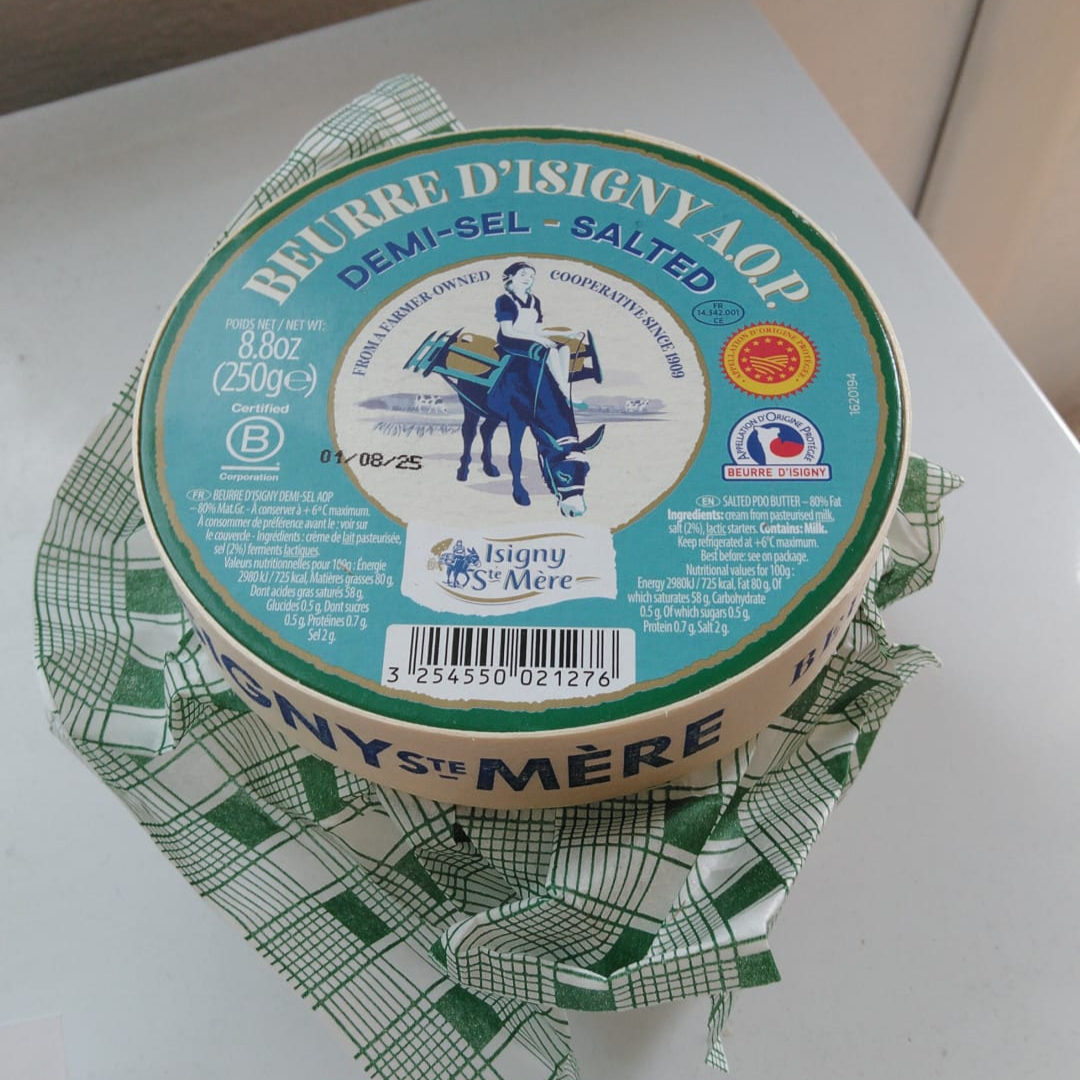 BEURRE D'ISIGNY A.O.P.
DEMI-SEL - SALTED
FROM A FARMER-OWNED COOPERATIVE SINCE 1909
FR
14.342.001
CE
POIDS NET / NET WT:
8.8oz
(250g℮)
Certified
B
Corporation
APPELLATION D'ORIGINE PROTÉGÉE
1620194
APPELLATION D'ORIGINE PROTÉGÉE
BEURRE D'ISIGNY
01/08/25
FR BEURRE D'ISIGNY DEMI-SEL AOP
– 80% Mat.Gr. - À conserver à + 6°C maximum.
À consommer de préférence avant le : voir sur
le couvercle - Ingrédients : crème de lait pasteurisée,
sel (2%) ferments lactiques.
Valeurs nutritionnelles pour 100g : Énergie
2980 kJ / 725 kcal, Matières grasses 80 g,
Dont acides gras saturés 58 g,
Glucides 0.5 g, Dont sucres
0.5 g, Protéines 0.7 g,
Sel 2 g.
EN SALTED PDO BUTTER – 80% Fat
Ingredients: cream from pasteurised milk,
salt (2%), lactic starters. Contains: Milk.
Keep refrigerated at +6°C maximum.
Best before: see on package.
Nutritional values for 100g :
Energy 2980kJ / 725 kcal, Fat 80 g, Of
which saturates 58 g, Carbohydrate
0.5 g, Of which sugars 0.5 g,
Protein 0.7 g, Salt 2 g.
Isigny
Ste Mère
3 254550 021276
IGNY STE MÈRE